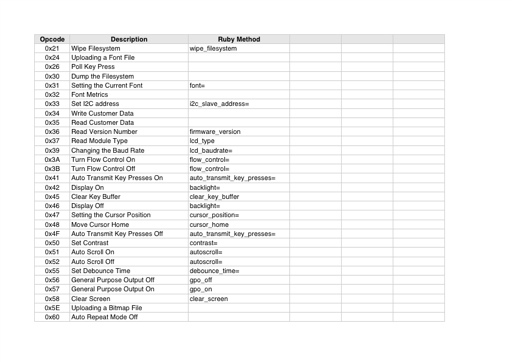 Opcode Description Ruby Method
0x21 Wipe Filesystem wipe_filesystem
0x24 Uploading a Font File
0x26 Poll Key Press
0x30 Dump the Filesystem
0x31 Setting the Current Font font=
0x32 Font Metrics
0x33 Set I2C address i2c_slave_address=
0x34 Write Customer Data
0x35 Read Customer Data
0x36 Read Version Number firmware_version
0x37 Read Module Type lcd_type
0x39 Changing the Baud Rate lcd_baudrate=
0x3A Turn Flow Control On flow_control=
0x3B Turn Flow Control Off flow_control=
0x41 Auto Transmit Key Presses On auto_transmit_key_presses=
0x42 Display On backlight=
0x45 Clear Key Buffer clear_key_buffer
0x46 Display Off backlight=
0x47 Setting the Cursor Position cursor_position=
0x48 Move Cursor Home cursor_home
0x4F Auto Transmit Key Presses Off auto_transmit_key_presses=
0x50 Set Contrast contrast=
0x51 Auto Scroll On autoscroll=
0x52 Auto Scroll Off autoscroll=
0x55 Set Debounce Time debounce_time=
0x56 General Purpose Output Off gpo_off
0x57 General Purpose Output On gpo_on
0x58 Clear Screen clear_screen
0x5E Uploading a Bitmap File
0x60 Auto Repeat Mode Off